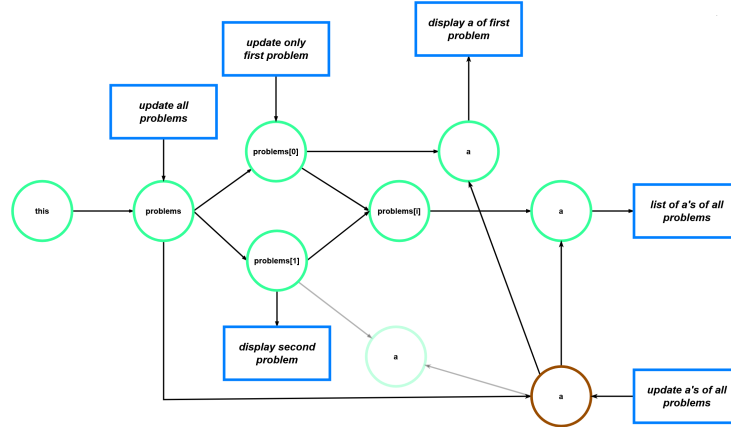 display a of first
problem
update only
first problem
update all
problems
problems[0]
a
this
problems
problems[i]
a
list of a's of all
problems
problems[1]
display second
problem
a
a
update a's of all
problems